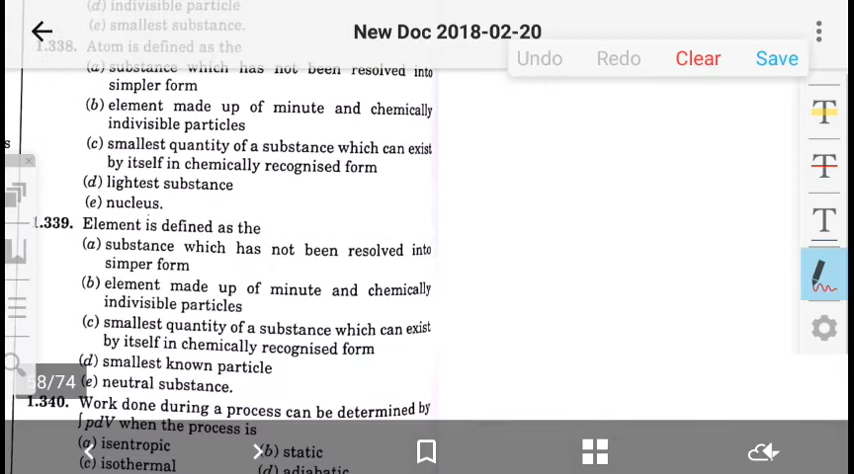 (d) indivisible particle
(e) smallest substance.
New Doc 2018-02-20
Undo Redo Clear Save
1.338. Atom is defined as the
(a) substance which has not been resolved into
simpler form
(b) element made up of minute and chemically
indivisible particles
(c) smallest quantity of a substance which can exist
by itself in chemically recognised form
(d) lightest substance
(e) nucleus.
1.339. Element is defined as the
(a) substance which has not been resolved into
simper form
(b) element made up of minute and chemically
indivisible particles
(c) smallest quantity of a substance which can exist
by itself in chemically recognised form
(d) smallest known particle
58/74
(e) neutral substance.
1.340. Work done during a process can be determined by
∫pdV when the process is
(a) isentropic (b) static
(c) isothermal (d) adiabatic
s
T
T
T